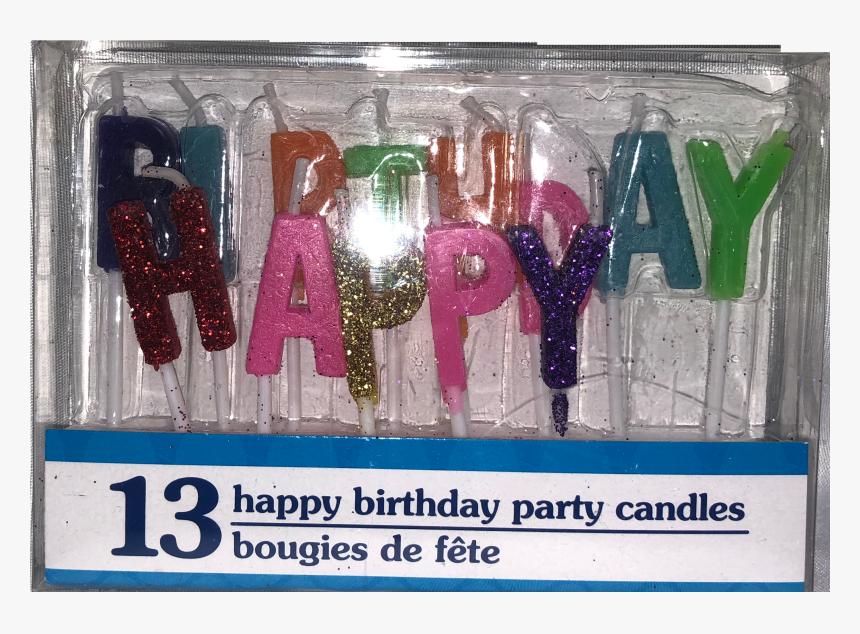 BIRTHDAY
HAPPY
13 happy birthday party candles
bougies de fête